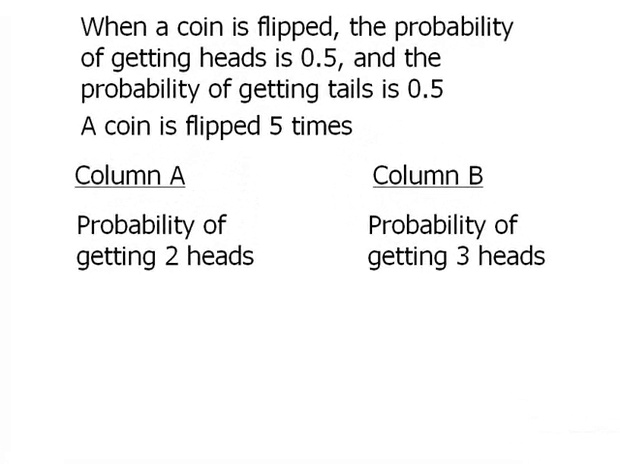 When a coin is flipped, the probability
of getting heads is 0.5, and the
probability of getting tails is 0.5
A coin is flipped 5 times
Column A
Column B
Probability of
getting 2 heads
Probability of
getting 3 heads